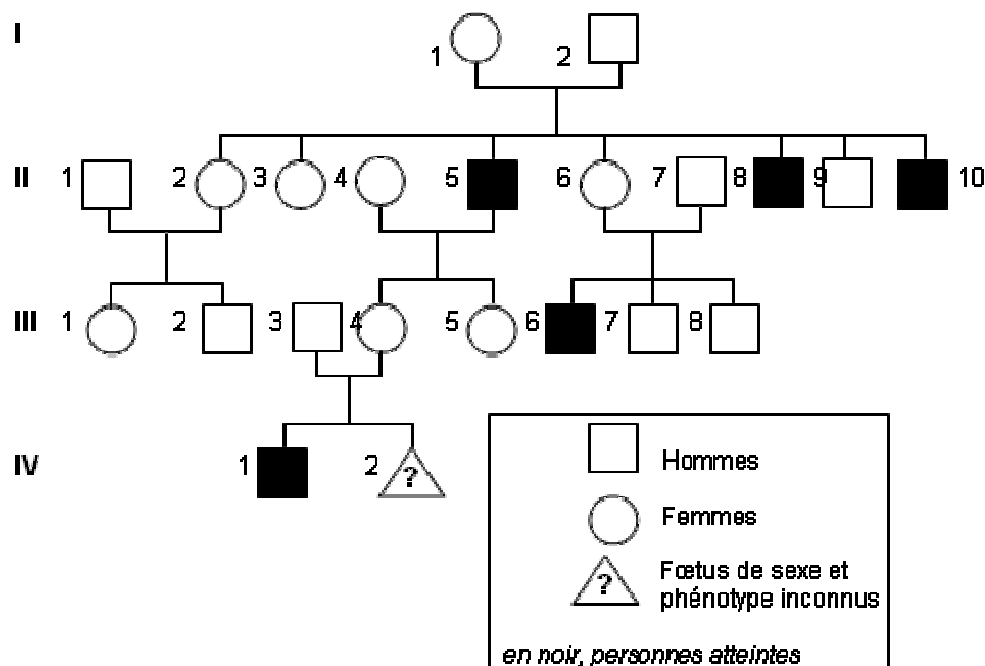 I
1 2
II 1 2 3 4 5 6 7 8 9 10
III 1 2 3 4 5 6 7 8
IV 1 2 ?
Hommes
Femmes
? Fœtus de sexe et
phénotype inconnus
en noir, personnes atteintes